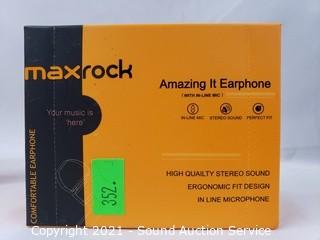 maxrock
Amazing It Earphone
( WITH IN-LINE MIC )
IN-LINE MIC
STEREO SOUND
PERFECT FIT
Your music is
'here'
COMFORTABLE EARPHONE
352.
HIGH QUAILTY STEREO SOUND
ERGONOMIC FIT DESIGN
IN LINE MICROPHONE
Copyright 2021 - Sound Auction Service